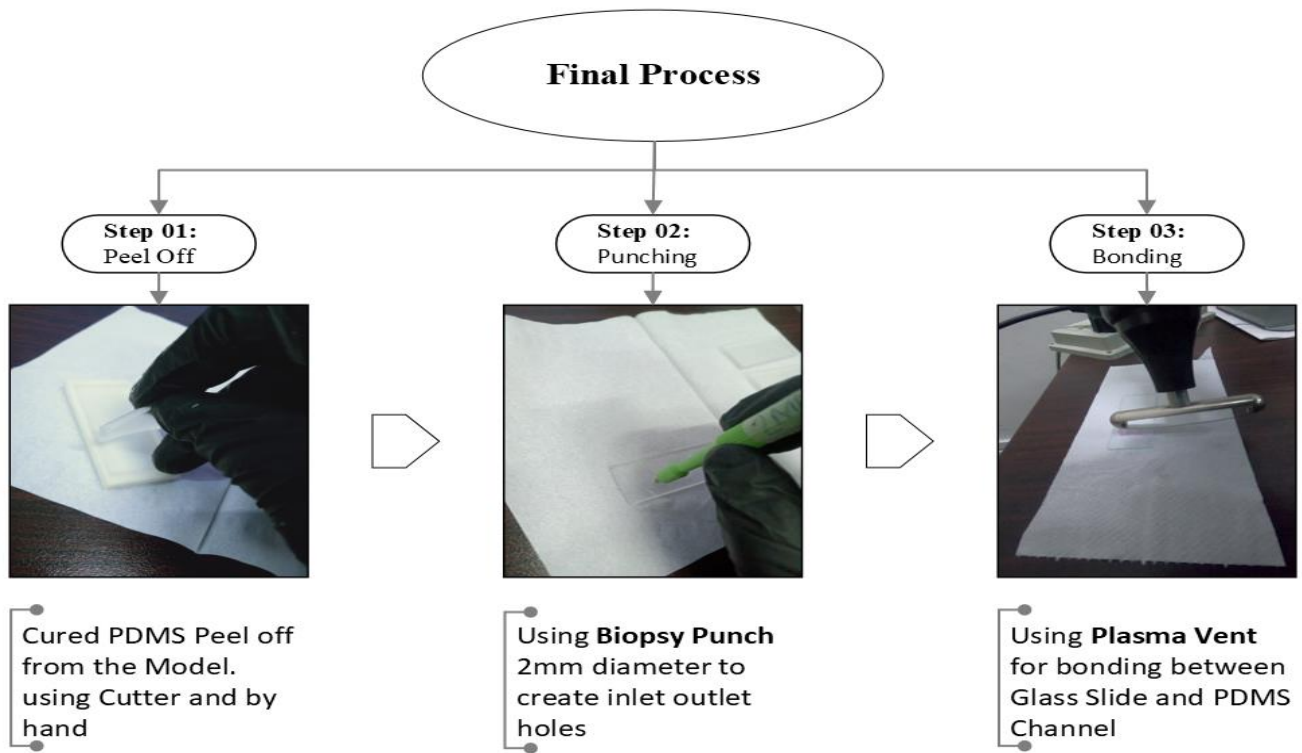 Final Process
Step 01:
Peel Off
Step 02:
Punching
Step 03:
Bonding
Cured PDMS Peel off
from the Model.
using Cutter and by
hand
Using Biopsy Punch
2mm diameter to
create inlet outlet
holes
Using Plasma Vent
for bonding between
Glass Slide and PDMS
Channel